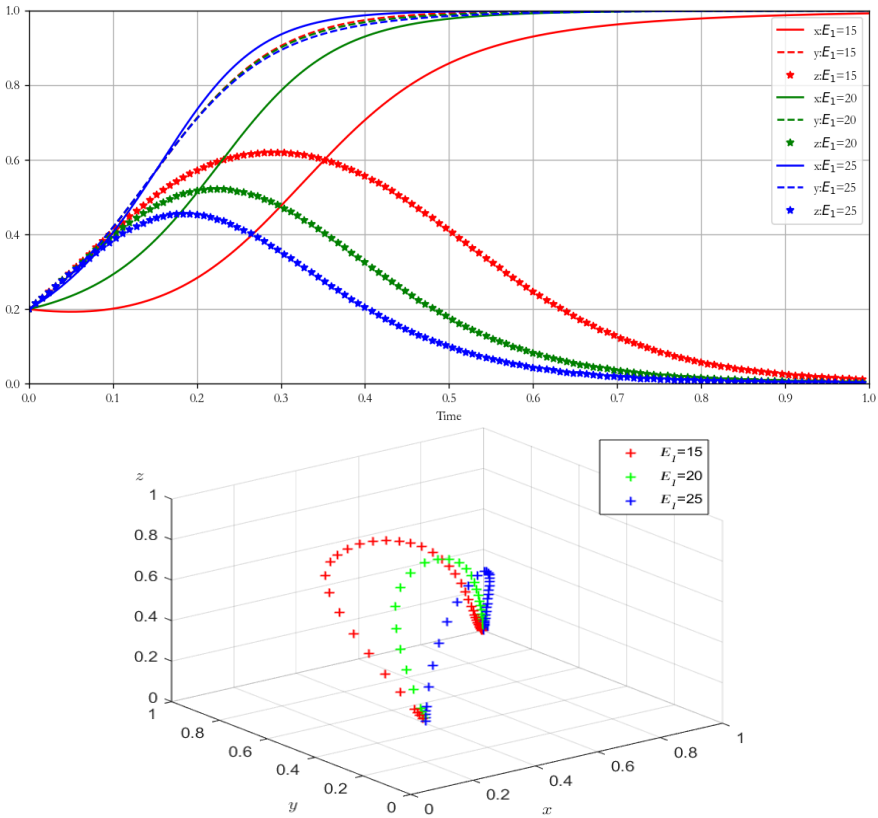 1.0
0.8
0.6
0.4
0.2
0.0
0.0 0.1 0.2 0.3 0.4 0.5 0.6 0.7 0.8 0.9 1.0
Time
x:E₁=15
y:E₁=15
z:E₁=15
x:E₁=20
y:E₁=20
z:E₁=20
x:E₁=25
y:E₁=25
z:E₁=25
z
1
0.8
0.6
0.4
0.2
0
1
0.8
0.6
0.4
0.2
0
y
0
0.2
0.4
0.6
0.8
1
x
E₁=15
E₁=20
E₁=25